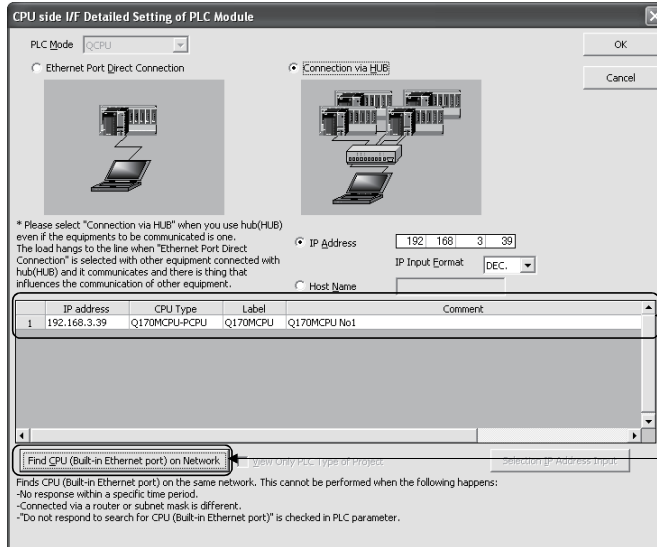 CPU side I/F Detailed Setting of PLC Module
PLC Mode QCPU
OK
Cancel
Ethernet Port Direct Connection
Connection via HUB
* Please select "Connection via HUB" when you use hub(HUB)
even if the equipments to be communicated is one.
The load hangs to the line when "Ethernet Port Direct
Connection" is selected with other equipment connected with
hub(HUB) and it communicates and there is thing that
influences the communication of other equipment.
IP Address 192 168 3 39
IP Input Format DEC.
Host Name
IP address CPU Type Label Comment
1 192.168.3.39 Q170MCPU-PCPU Q170MCPU Q170MCPU No1
Find CPU (Built-in Ethernet port) on Network
View Only PLC Type of Project
Selection IP Address Input
Finds CPU (Built-in Ethernet port) on the same network. This cannot be performed when the following happens:
-No response within a specific time period.
-Connected via a router or subnet mask is different.
-"Do not respond to search for CPU (Built-in Ethernet port)" is checked in PLC parameter.